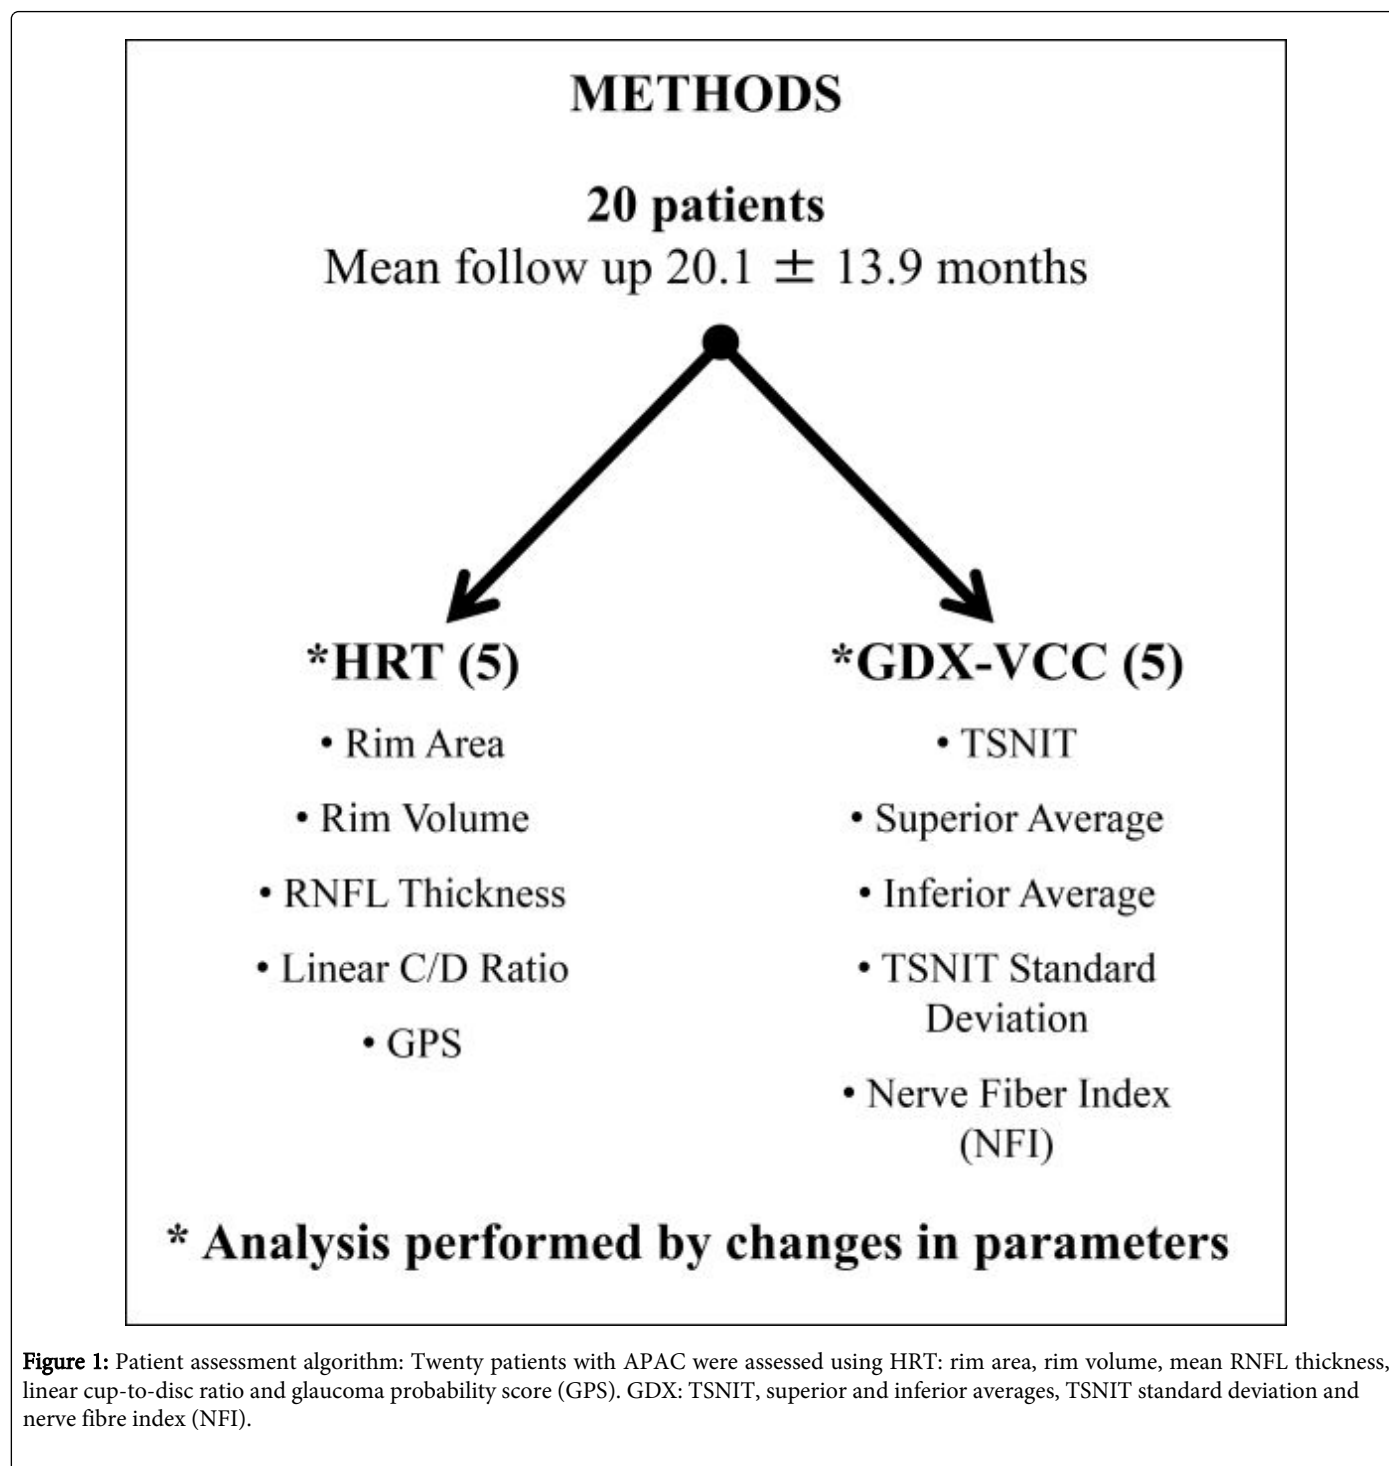 METHODS
20 patients
Mean follow up 20.1 ± 13.9 months
*HRT (5)
• Rim Area
• Rim Volume
• RNFL Thickness
• Linear C/D Ratio
• GPS
*GDX-VCC (5)
• TSNIT
• Superior Average
• Inferior Average
• TSNIT Standard
Deviation
• Nerve Fiber Index
(NFI)
* Analysis performed by changes in parameters
Figure 1: Patient assessment algorithm: Twenty patients with APAC were assessed using HRT: rim area, rim volume, mean RNFL thickness,
linear cup-to-disc ratio and glaucoma probability score (GPS). GDX: TSNIT, superior and inferior averages, TSNIT standard deviation and
nerve fibre index (NFI).